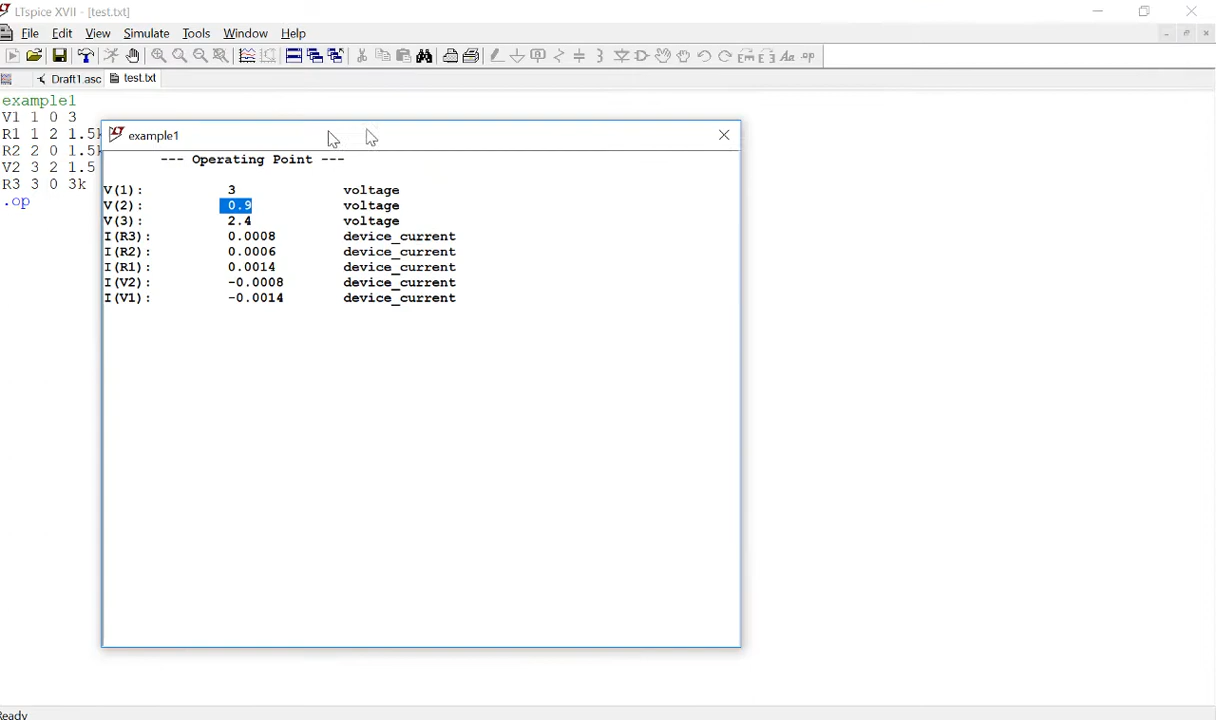 LTspice XVII - [test.txt]
File Edit View Simulate Tools Window Help
Draft1.asc test.txt
example1
V1 1 0 3
R1 1 2 1.5k
R2 2 0 1.5k
V2 3 2 1.5
R3 3 0 3k
.op
example1
--- Operating Point ---
V(1): 3 voltage
V(2): 0.9 voltage
V(3): 2.4 voltage
I(R3): 0.0008 device_current
I(R2): 0.0006 device_current
I(R1): 0.0014 device_current
I(V2): -0.0008 device_current
I(V1): -0.0014 device_current
Ready